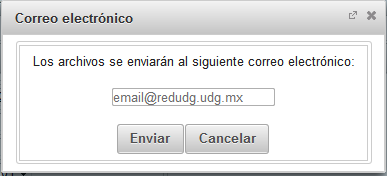 Correo electrónico
Los archivos se enviarán al siguiente correo electrónico:
email@redudg.udg.mx
Enviar Cancelar